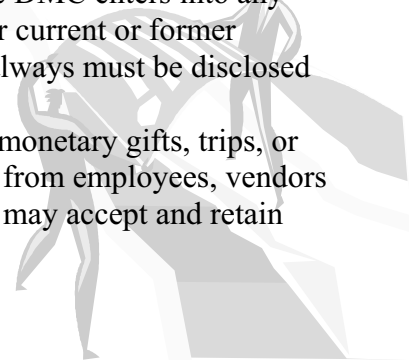 DMC enters into any
r current or former
lways must be disclosed
monetary gifts, trips, or
from employees, vendors
may accept and retain